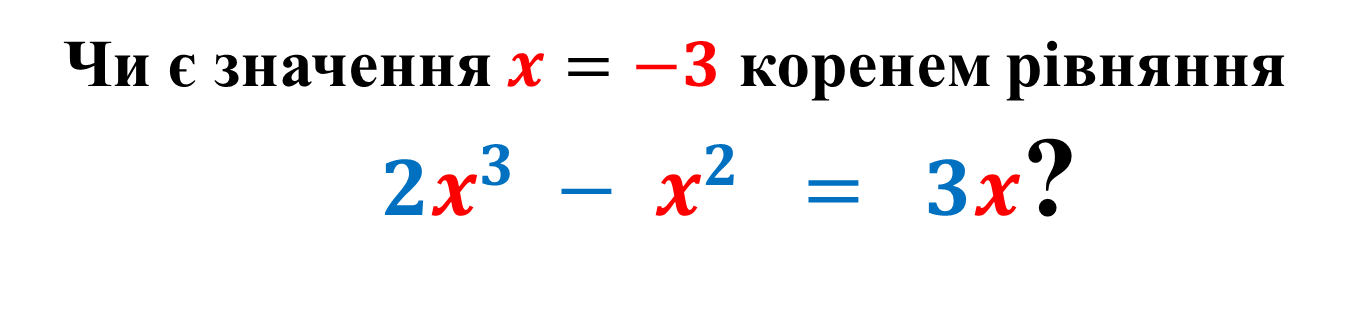 Чи є значення x = −3 коренем рівняння
2x³ − x² = 3x?